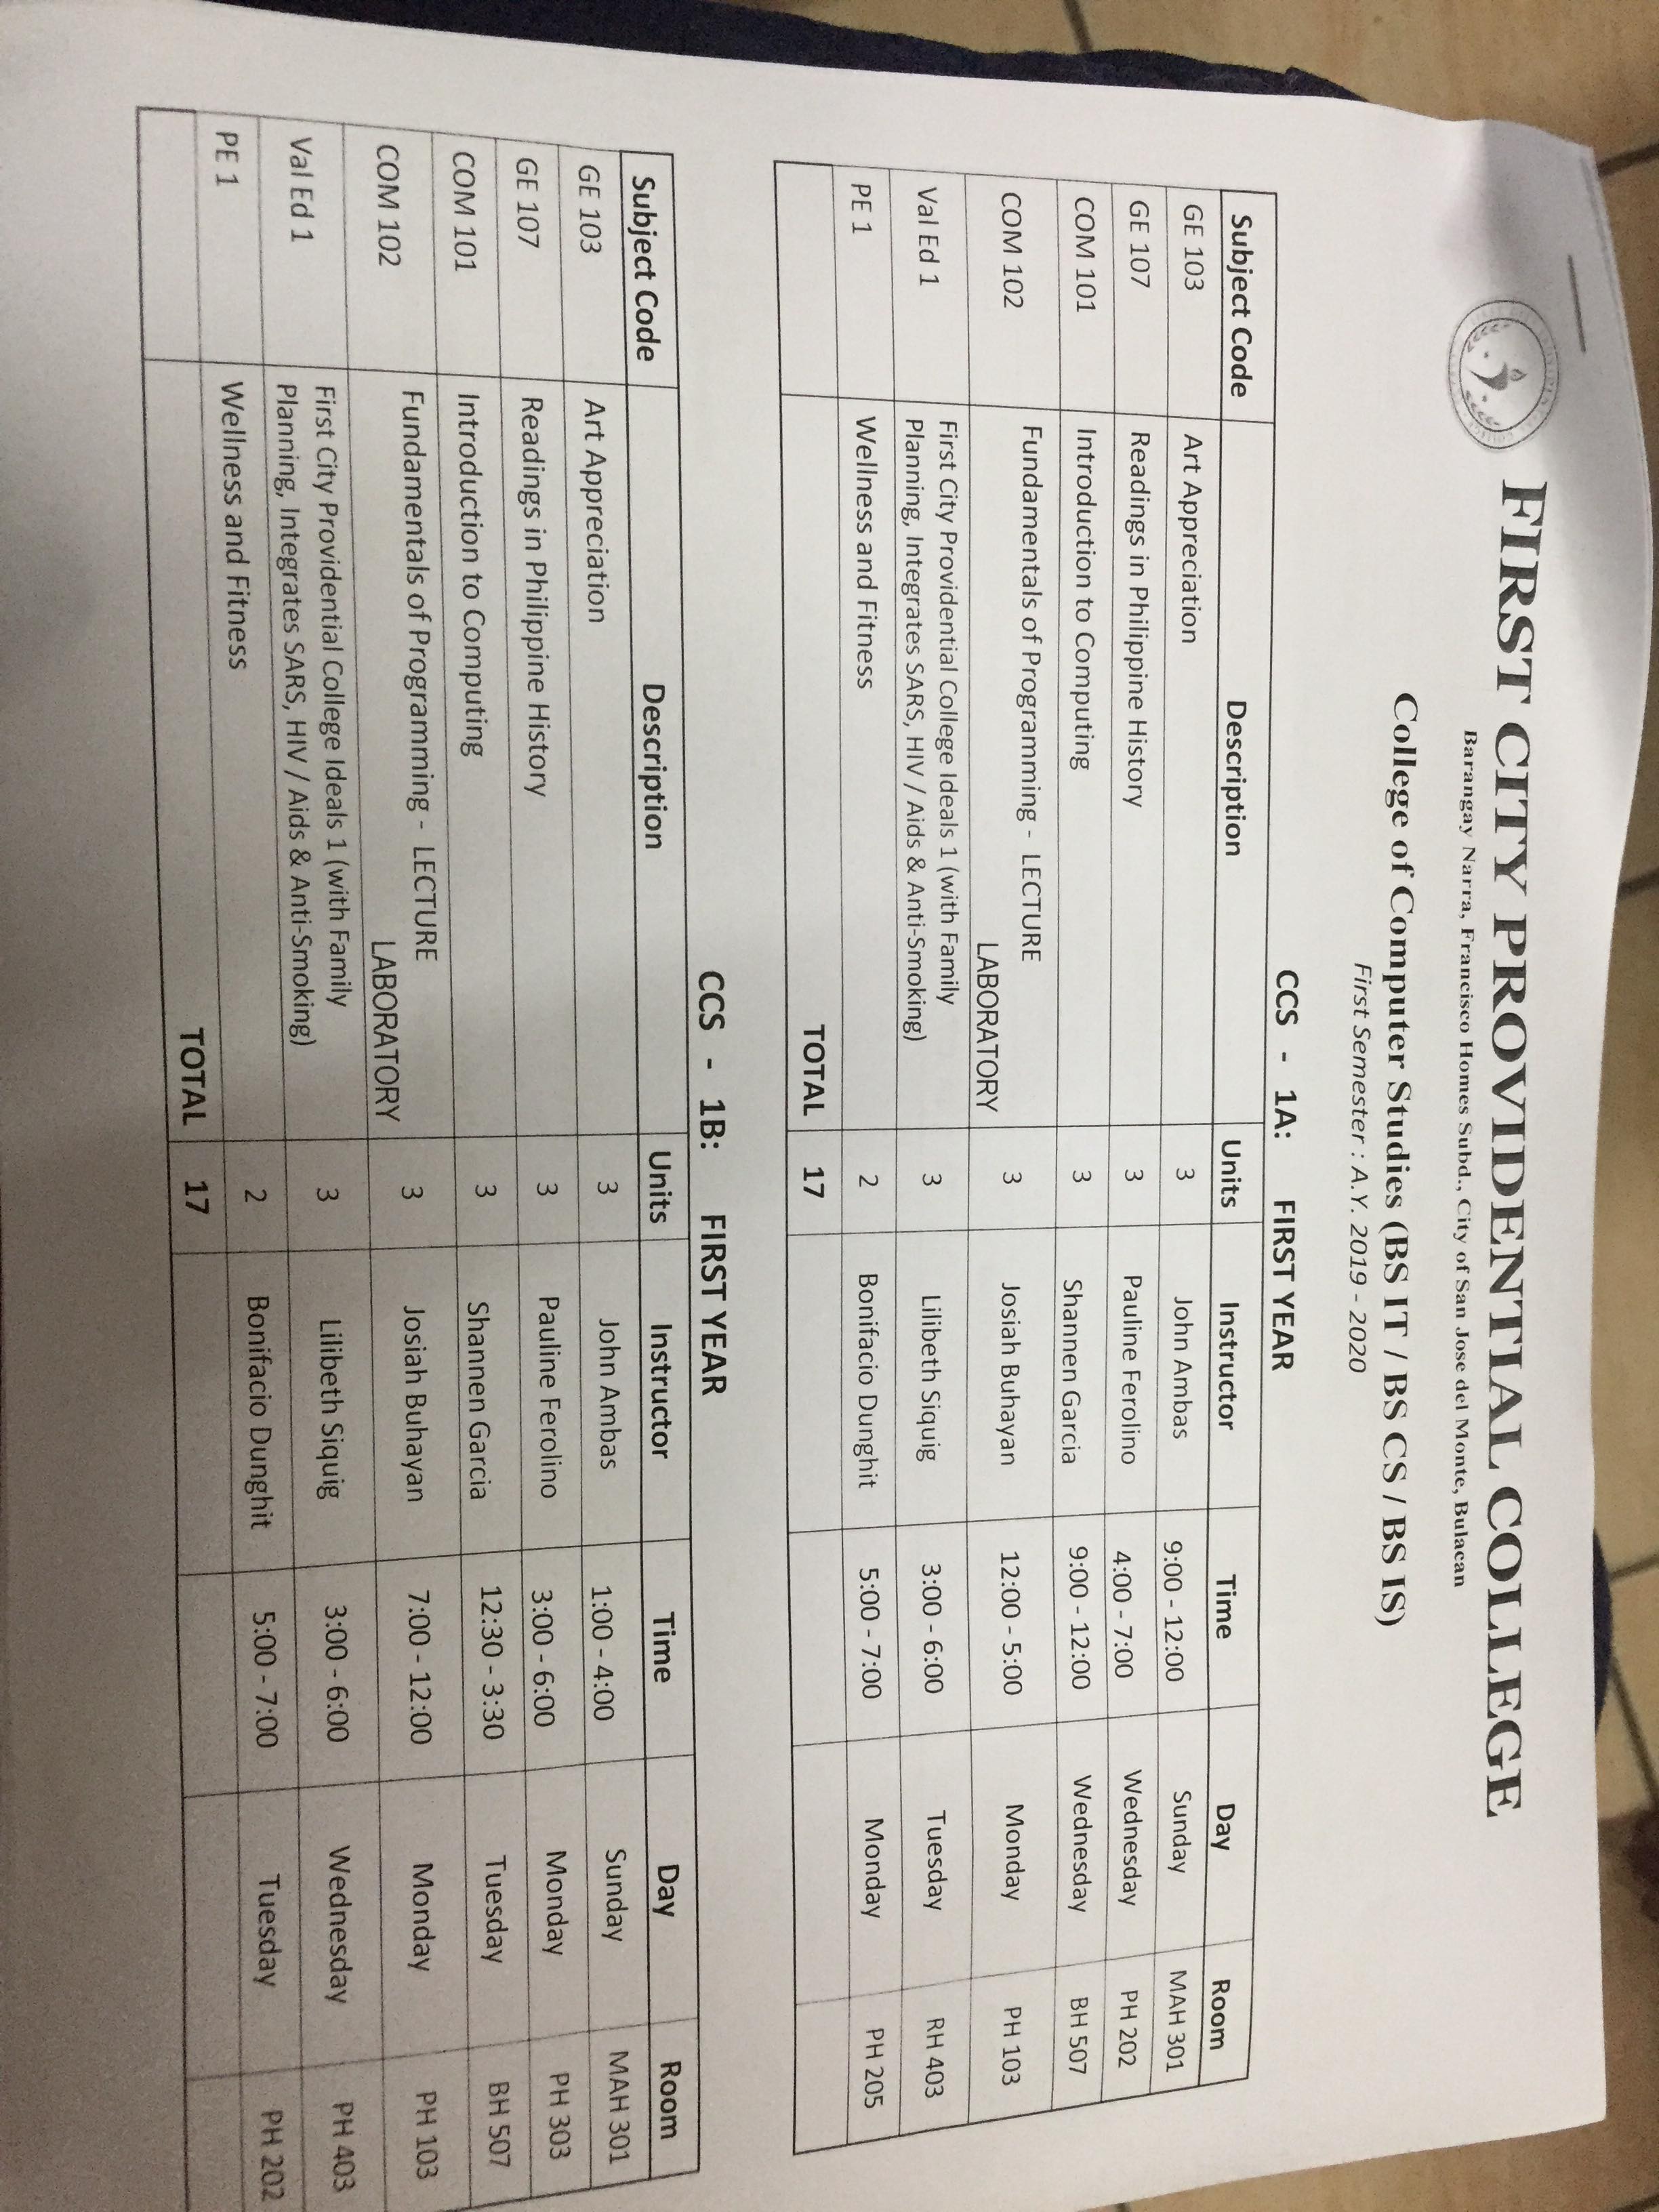 FIRST CITY PROVIDENTIAL COLLEGE
Barangay Narra, Francisco Homes Subd., City of San Jose del Monte, Bulacan
College of Computer Studies (BS IT / BS CS / BS IS)
First Semester : A.Y. 2019 - 2020
CCS - 1A: FIRST YEAR
Subject Code Description Units Instructor Time Day Room
GE 103 Art Appreciation 3 John Ambas 9:00 - 12:00 Sunday MAH 301
GE 107 Readings in Philippine History 3 Pauline Ferolino 4:00 - 7:00 Wednesday PH 202
COM 101 Introduction to Computing 3 Shannen Garcia 9:00 - 12:00 Wednesday BH 507
COM 102 Fundamentals of Programming - LECTURE 3 Josiah Buhayan 12:00 - 5:00 Monday PH 103
LABORATORY
Val Ed 1 First City Providential College Ideals 1 (with Family 3 Lilibeth Siquig 3:00 - 6:00 Tuesday RH 403
Planning, Integrates SARS, HIV / Aids & Anti-Smoking)
PE 1 Wellness and Fitness 2 Bonifacio Dunghit 5:00 - 7:00 Monday PH 205
TOTAL 17
CCS - 1B: FIRST YEAR
Subject Code Description Units Instructor Time Day Room
GE 103 Art Appreciation 3 John Ambas 1:00 - 4:00 Sunday MAH 301
GE 107 Readings in Philippine History 3 Pauline Ferolino 3:00 - 6:00 Monday PH 303
COM 101 Introduction to Computing 3 Shannen Garcia 12:30 - 3:30 Tuesday BH 507
COM 102 Fundamentals of Programming - LECTURE 3 Josiah Buhayan 7:00 - 12:00 Monday PH 103
LABORATORY
Val Ed 1 First City Providential College Ideals 1 (with Family 3 Lilibeth Siquig 3:00 - 6:00 Wednesday PH 403
Planning, Integrates SARS, HIV / Aids & Anti-Smoking)
PE 1 Wellness and Fitness 2 Bonifacio Dunghit 5:00 - 7:00 Tuesday PH 202
TOTAL 17